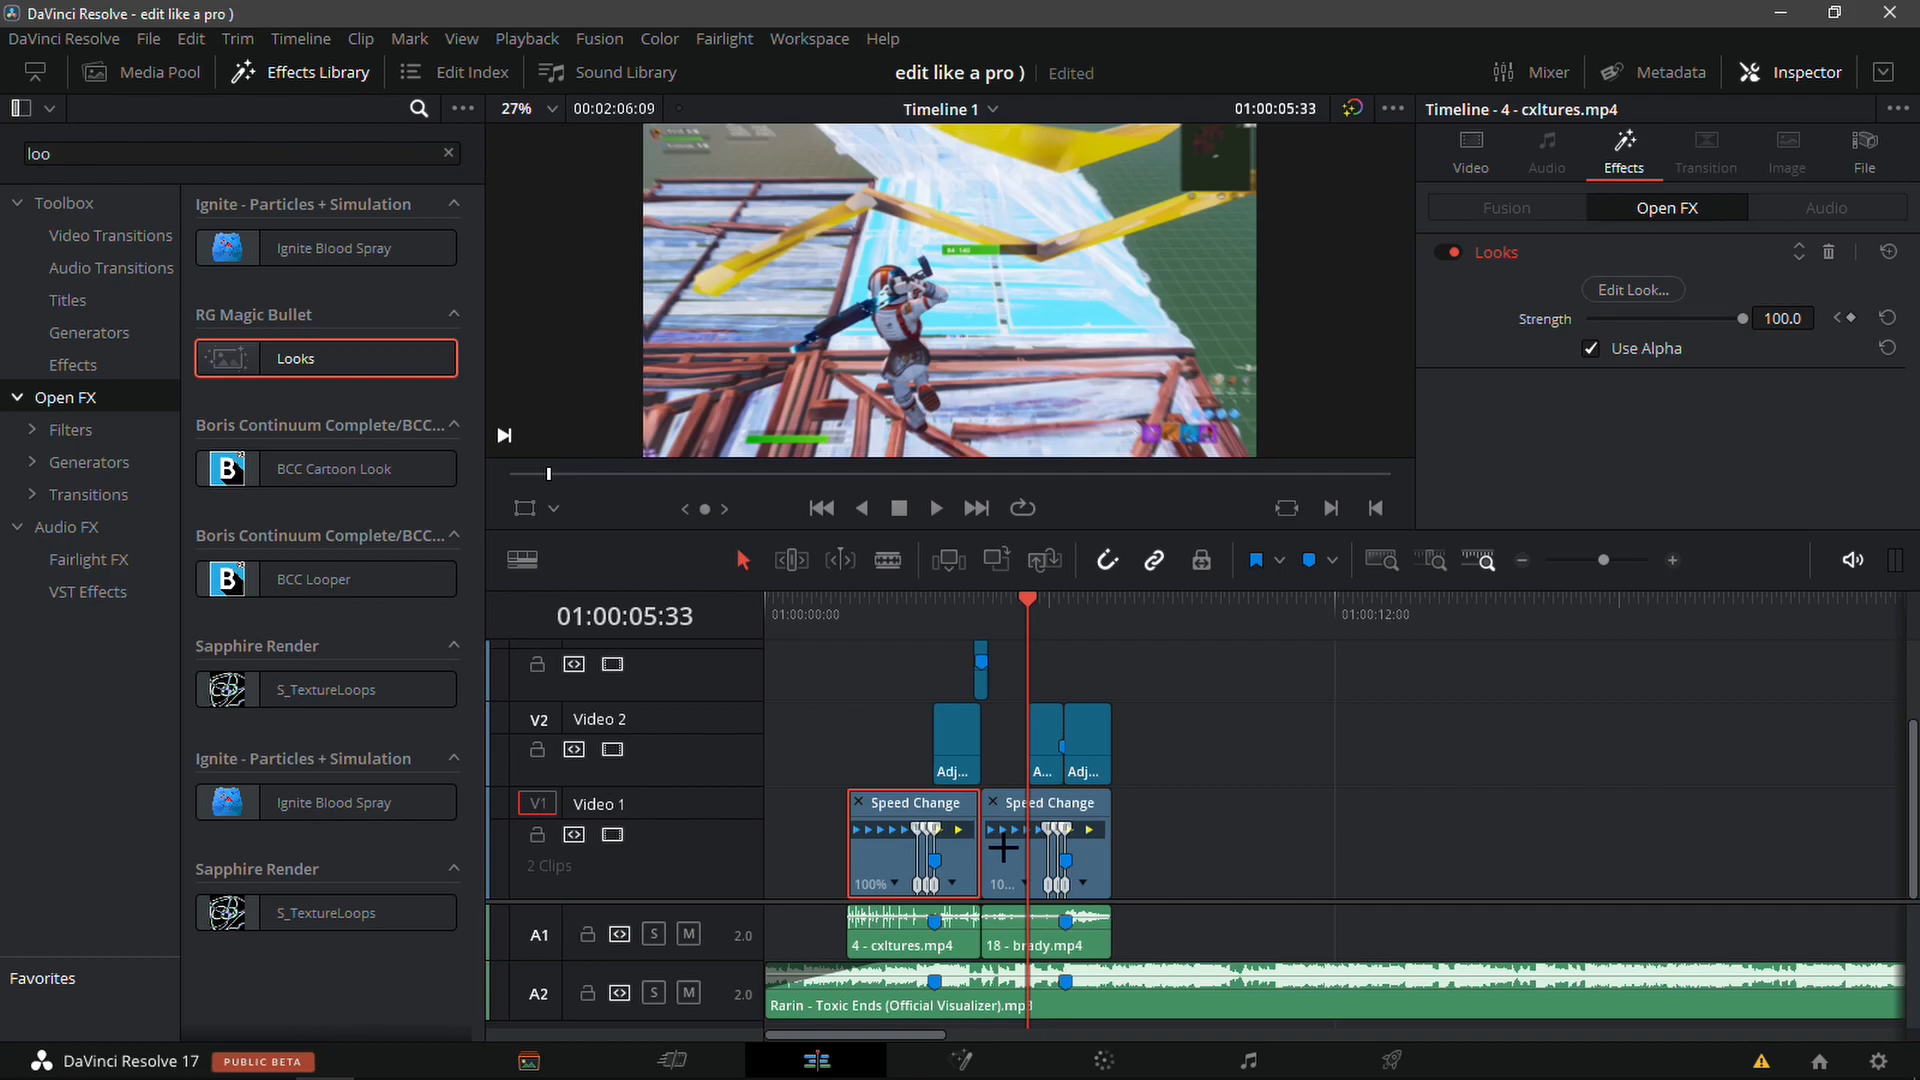 DaVinci Resolve - edit like a pro )
DaVinci Resolve File Edit Trim Timeline Clip Mark View Playback Fusion Color Fairlight Workspace Help
Media Pool Effects Library Edit Index Sound Library edit like a pro ) Edited Mixer Metadata Inspector
27% 00:02:06:09 Timeline 1 01:00:05:33 Timeline - 4 - cxltures.mp4
loo
Video Audio Effects Transition Image File
Fusion Open FX Audio
Looks
Edit Look...
Strength 100.0
Use Alpha
Toolbox
Video Transitions
Audio Transitions
Titles
Generators
Effects
Open FX
Filters
Generators
Transitions
Audio FX
Fairlight FX
VST Effects
Favorites
Ignite - Particles + Simulation
Ignite Blood Spray
RG Magic Bullet
Looks
Boris Continuum Complete/BCC...
B BCC Cartoon Look
Boris Continuum Complete/BCC...
B BCC Looper
Sapphire Render
S_TextureLoops
Ignite - Particles + Simulation
Ignite Blood Spray
Sapphire Render
S_TextureLoops
01:00:05:33
01:00:00:00 01:00:12:00
V2 Video 2
Adj... A... Adj...
V1 Video 1
2 Clips
Speed Change Speed Change
100% 10...
A1 S M 2.0
4 - cxltures.mp4 18 - brady.mp4
A2 S M 2.0
Rarin - Toxic Ends (Official Visualizer).mp3
DaVinci Resolve 17 PUBLIC BETA